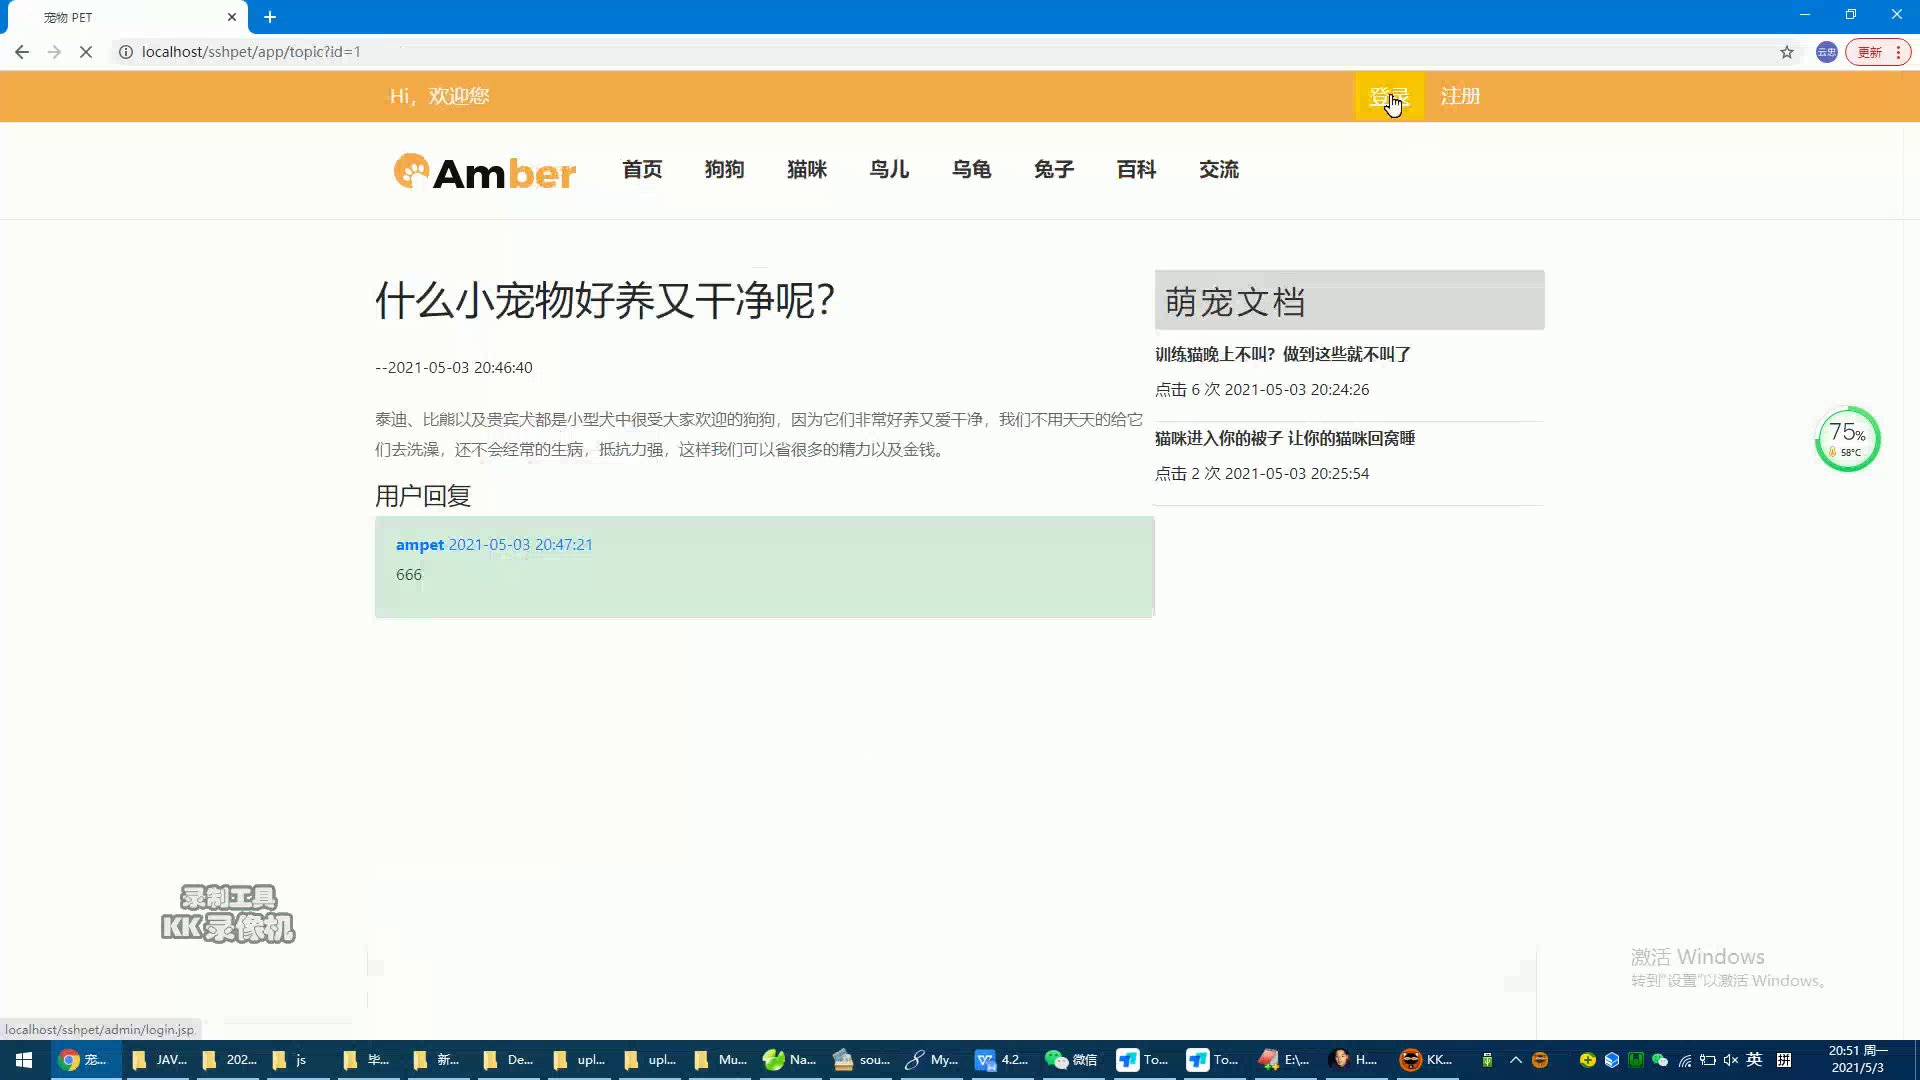 宠物 PET
localhost/sshpet/app/topic?id=1
云忠
更新
Hi，欢迎您
登录
注册
Amber
首页
狗狗
猫咪
鸟儿
乌龟
兔子
百科
交流
什么小宠物好养又干净呢？
--2021-05-03 20:46:40
泰迪、比熊以及贵宾犬都是小型犬中很受大家欢迎的狗狗，因为它们非常好养又爱干净，我们不用天天的给它
们去洗澡，还不会经常的生病，抵抗力强，这样我们可以省很多的精力以及金钱。
用户回复
ampet 2021-05-03 20:47:21
666
萌宠文档
训练猫晚上不叫？做到这些就不叫了
点击 6 次 2021-05-03 20:24:26
猫咪进入你的被子 让你的猫咪回窝睡
点击 2 次 2021-05-03 20:25:54
75%
58°C
录制工具
KK录像机
激活 Windows
转到"设置"以激活 Windows。
localhost/sshpet/admin/login.jsp
宠...
JAV...
202...
js
毕...
新...
De...
upl...
upl...
Mu...
Na...
sou...
My...
4.2...
微信
To...
To...
E:\...
H...
KK...
英
拼
20:51 周一
2021/5/3